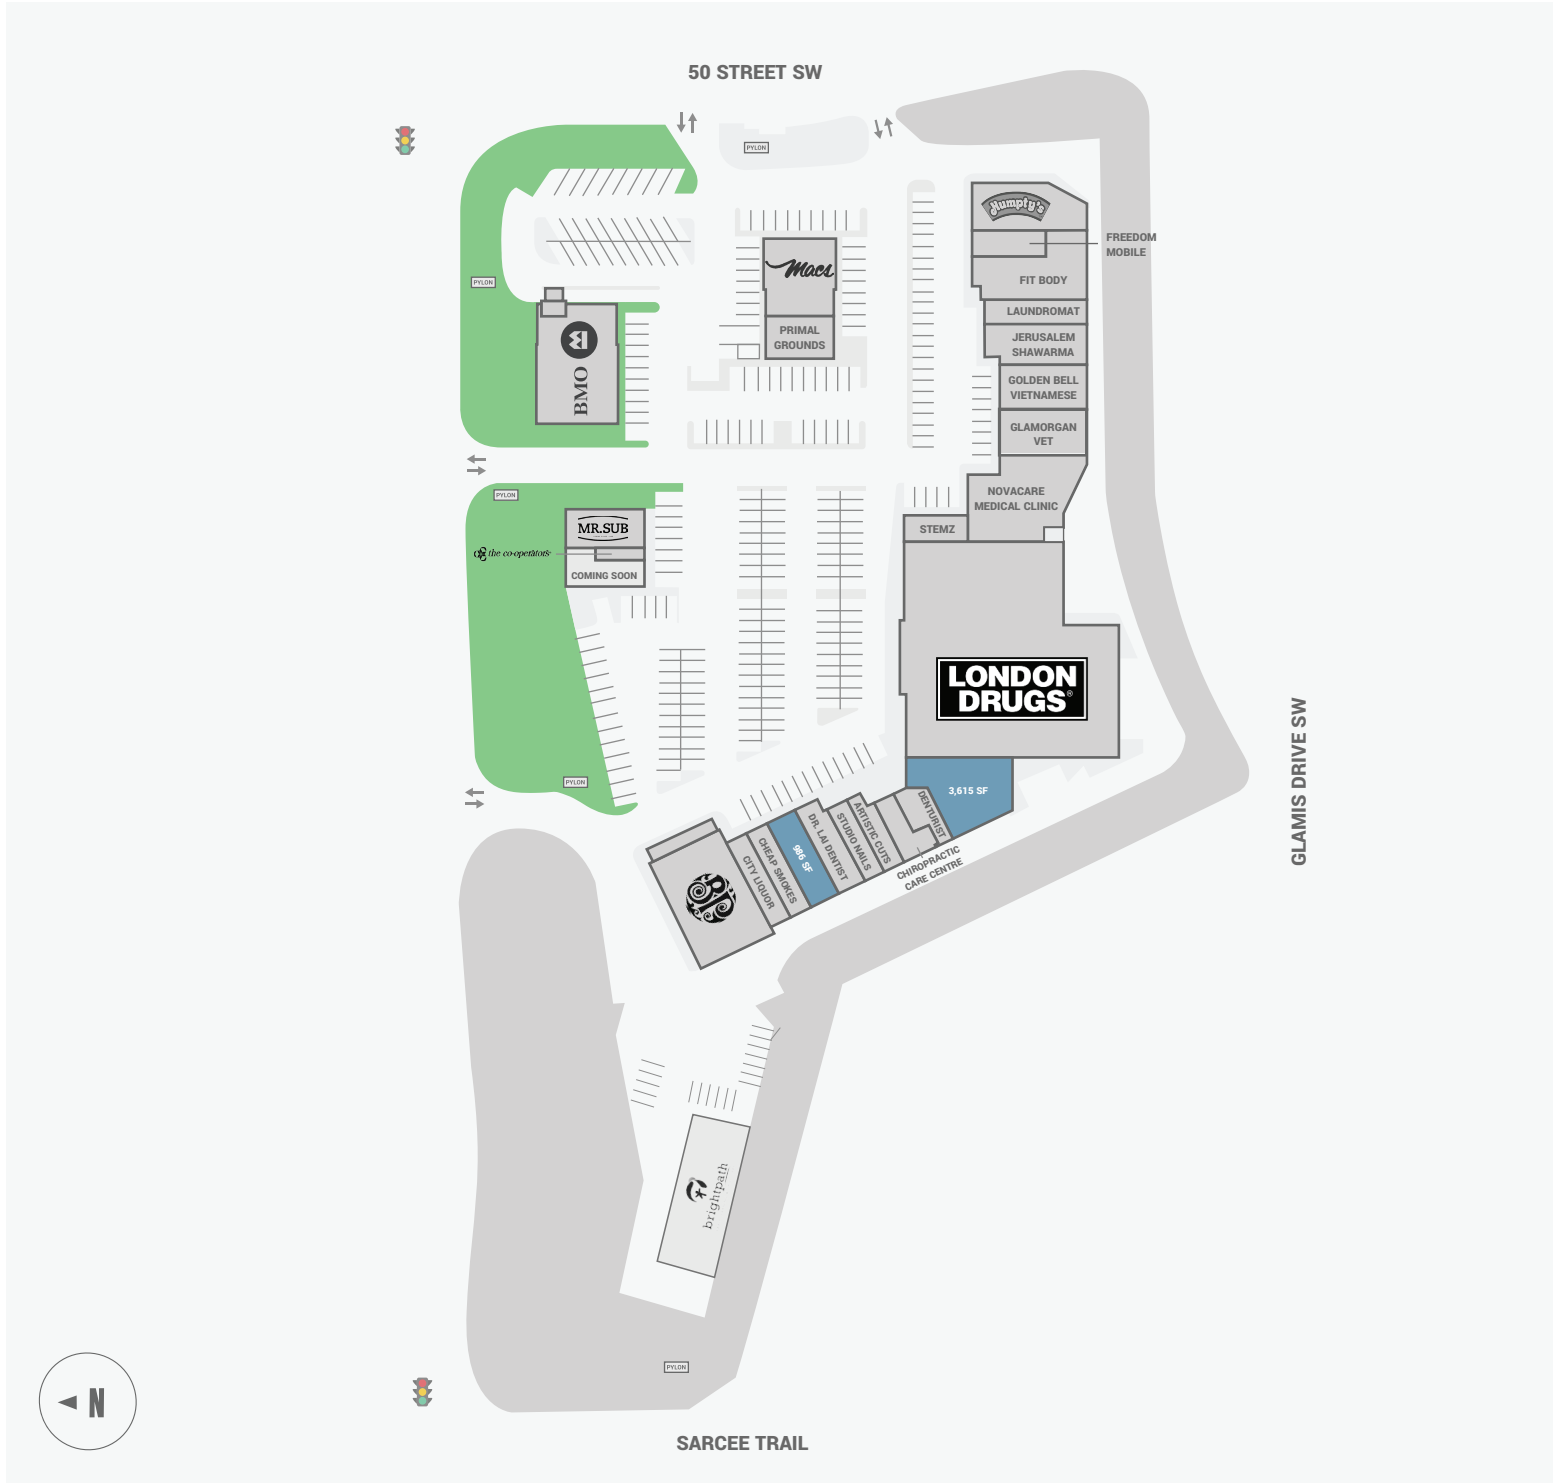 50 STREET SW
PYLON
Humpty's
FREEDOM
MOBILE
Macs
FIT BODY
PYLON
LAUNDROMAT
PRIMAL
GROUNDS
JERUSALEM
SHAWARMA
BMO
GOLDEN BELL
VIETNAMESE
GLAMORGAN
VET
PYLON
NOVACARE
MEDICAL CLINIC
MR.SUB
STEMZ
the co-operators
COMING SOON
LONDON
DRUGS®
GLAMIS DRIVE SW
PYLON
3,615 SF
DENTURIST
ARTISTIC CUTS
STUDIO NAILS
DR. LAI DENTIST
986 SF
CHEAP SMOKES
CITY LIQUOR
CHIROPRACTIC
CARE CENTRE
BP
brightpath
PYLON
N
SARCEE TRAIL